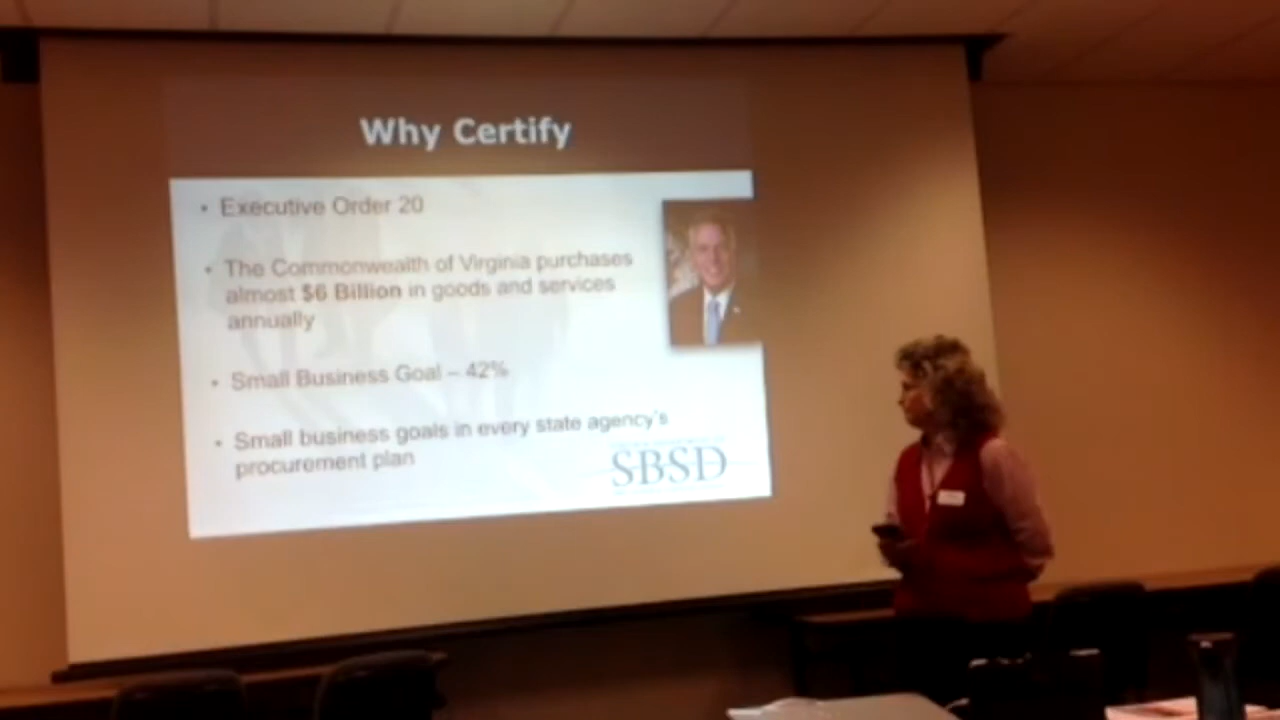 Why Certify
• Executive Order 20
• The Commonwealth of Virginia purchases
almost $6 Billion in goods and services
annually
• Small Business Goal – 42%
• Small business goals in every state agency's
procurement plan
SBSD